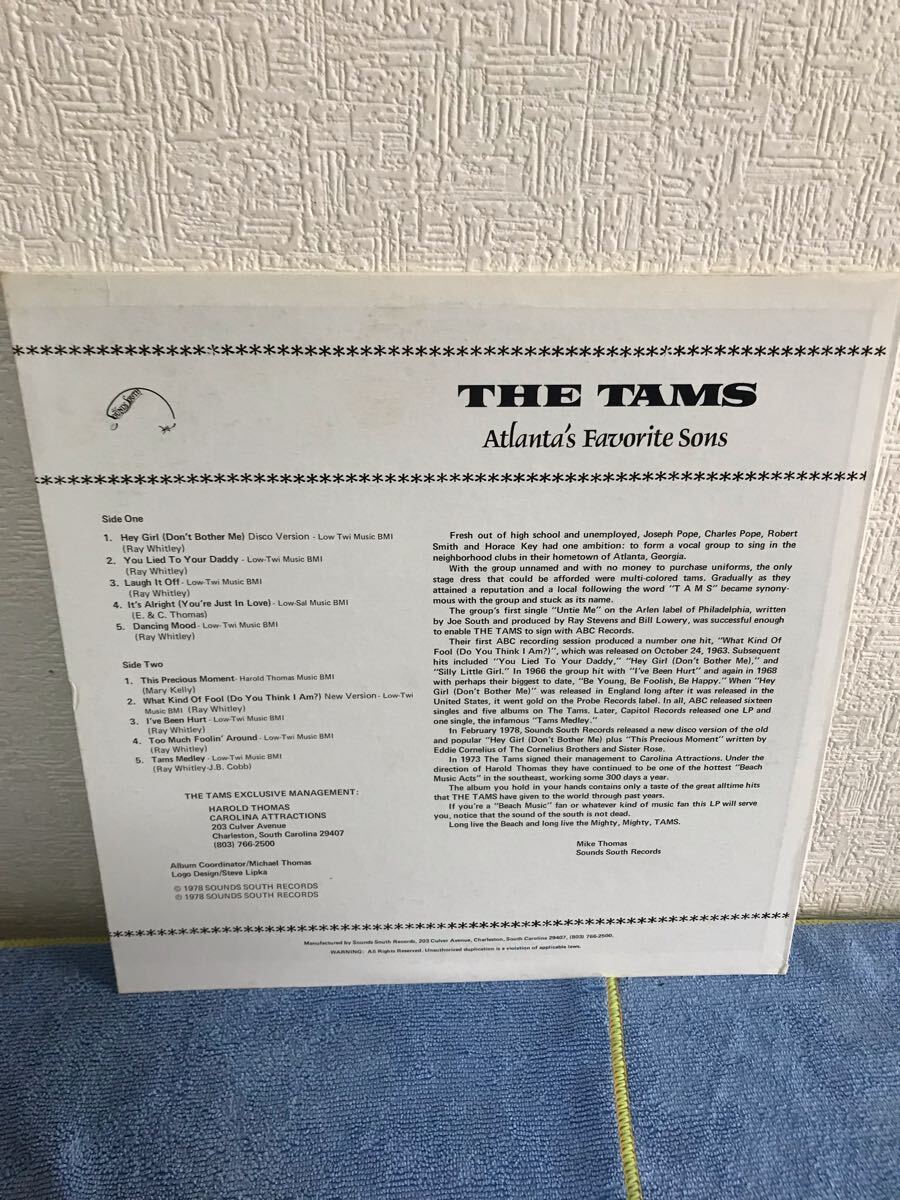 SOUNDS SOUTH
THE TAMS
Atlanta's Favorite Sons
Side One
1. Hey Girl (Don't Bother Me) Disco Version - Low Twi Music BMI
(Ray Whitley)
2. You Lied To Your Daddy - Low-Twi Music BMI
(Ray Whitley)
3. Laugh It Off - Low-Twi Music BMI
(Ray Whitley)
4. It's Alright (You're Just In Love) - Low-Sal Music BMI
(E. & C. Thomas)
5. Dancing Mood - Low-Twi Music BMI
(Ray Whitley)
Side Two
1. This Precious Moment - Harold Thomas Music BMI
(Mary Kelly)
2. What Kind Of Fool (Do You Think I Am?) New Version - Low-Twi
Music BMI (Ray Whitley)
3. I've Been Hurt - Low-Twi Music BMI
(Ray Whitley)
4. Too Much Foolin' Around - Low-Twi Music BMI
(Ray Whitley)
5. Tams Medley - Low-Twi Music BMI
(Ray Whitley-J.B. Cobb)
THE TAMS EXCLUSIVE MANAGEMENT:
HAROLD THOMAS
CAROLINA ATTRACTIONS
203 Culver Avenue
Charleston, South Carolina 29407
(803) 766-2500
Album Coordinator/Michael Thomas
Logo Design/Steve Lipka
© 1978 SOUNDS SOUTH RECORDS
℗ 1978 SOUNDS SOUTH RECORDS
Fresh out of high school and unemployed, Joseph Pope, Charles Pope, Robert
Smith and Horace Key had one ambition: to form a vocal group to sing in the
neighborhood clubs in their hometown of Atlanta, Georgia.
With the group unnamed and with no money to purchase uniforms, the only
stage dress that could be afforded were multi-colored tams. Gradually as they
attained a reputation and a local following the word "T A M S" became synony-
mous with the group and stuck as its name.
The group's first single "Untie Me" on the Arlen label of Philadelphia, written
by Joe South and produced by Ray Stevens and Bill Lowery, was successful enough
to enable THE TAMS to sign with ABC Records.
Their first ABC recording session produced a number one hit, "What Kind Of
Fool (Do You Think I Am?)", which was released on October 24, 1963. Subsequent
hits included "You Lied To Your Daddy," "Hey Girl (Don't Bother Me)," and
"Silly Little Girl." In 1966 the group hit with "I've Been Hurt" and again in 1968
with perhaps their biggest to date, "Be Young, Be Foolish, Be Happy." When "Hey
Girl (Don't Bother Me)" was released in England long after it was released in the
United States, it went gold on the Probe Records label. In all, ABC released sixteen
singles and five albums on The Tams. Later, Capitol Records released one LP and
one single, the infamous "Tams Medley."
In February 1978, Sounds South Records released a new disco version of the old
and popular "Hey Girl (Don't Bother Me) plus "This Precious Moment" written by
Eddie Cornelius of The Cornelius Brothers and Sister Rose.
In 1973 The Tams signed their management to Carolina Attractions. Under the
direction of Harold Thomas they have continued to be one of the hottest "Beach
Music Acts" in the southeast, working some 300 days a year.
The album you hold in your hands contains only a taste of the great alltime hits
that THE TAMS have given to the world through past years.
If you're a "Beach Music" fan or whatever kind of music fan this LP will serve
you, notice that the sound of the south is not dead.
Long live the Beach and long live the Mighty, Mighty, TAMS.
Mike Thomas
Sounds South Records
Manufactured by Sounds South Records, 203 Culver Avenue, Charleston, South Carolina 29407, (803) 766-2500.
WARNING: All Rights Reserved. Unauthorized duplication is a violation of applicable laws.